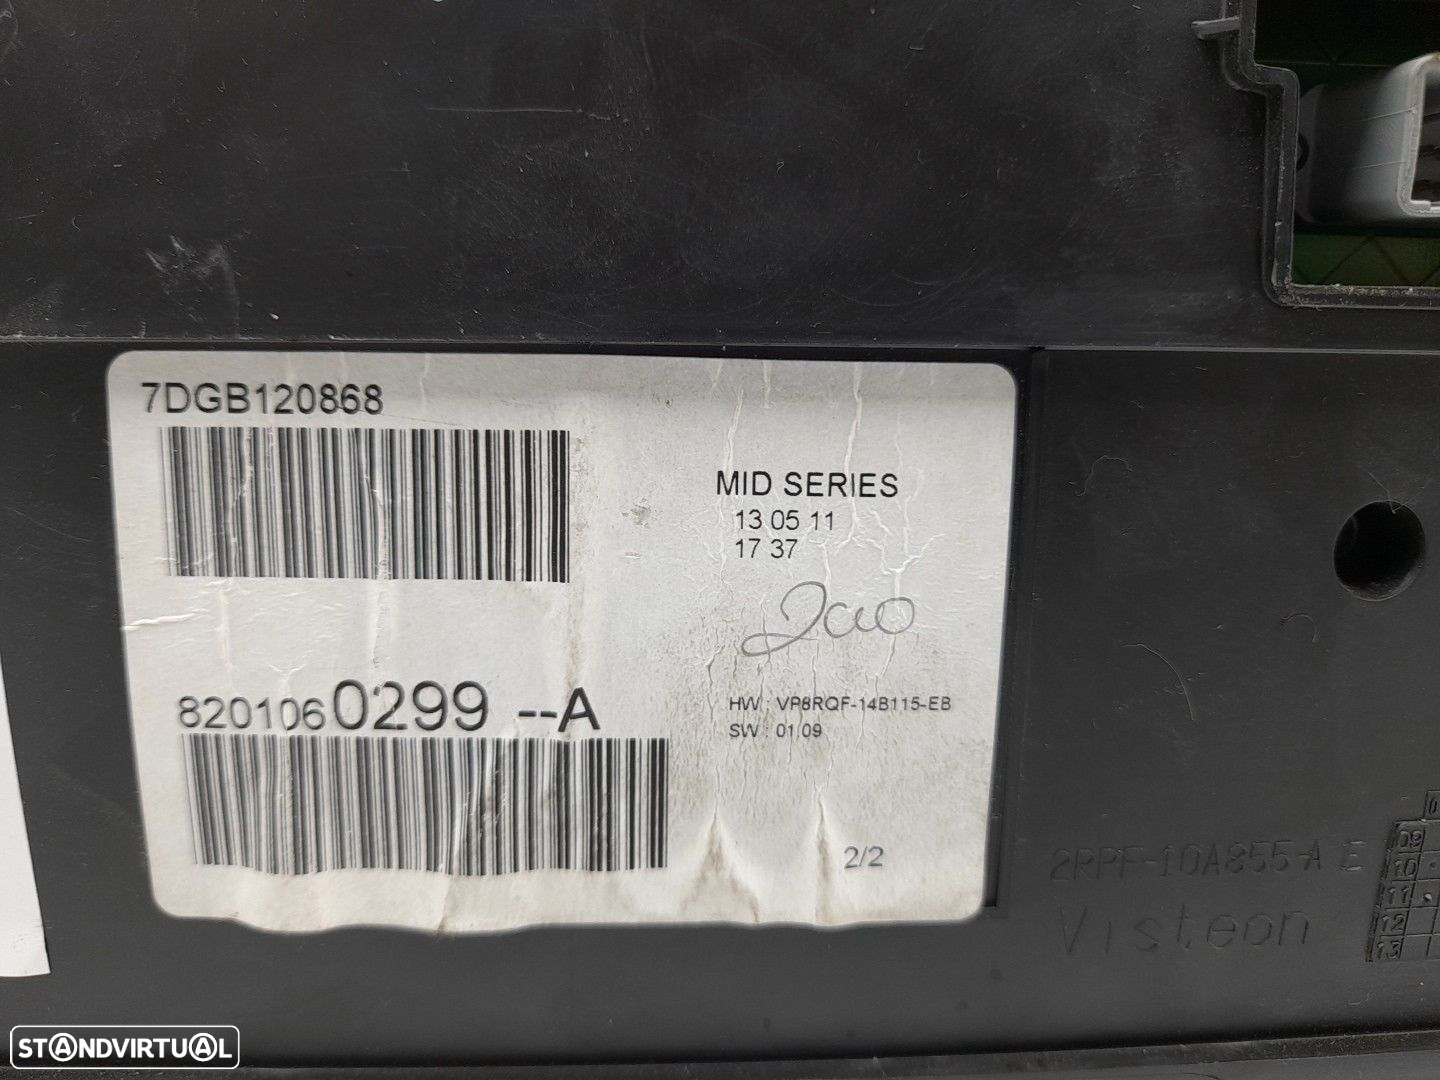 7DGB120868
MID SERIES
13 05 11
17 37
8201060299 --A
HW : VP8RQF-14B115-EB
SW : 01.09
2/2
2RPF-10A855-A E
Visteon
09
10
11
12
13
STANDVIRTUAL